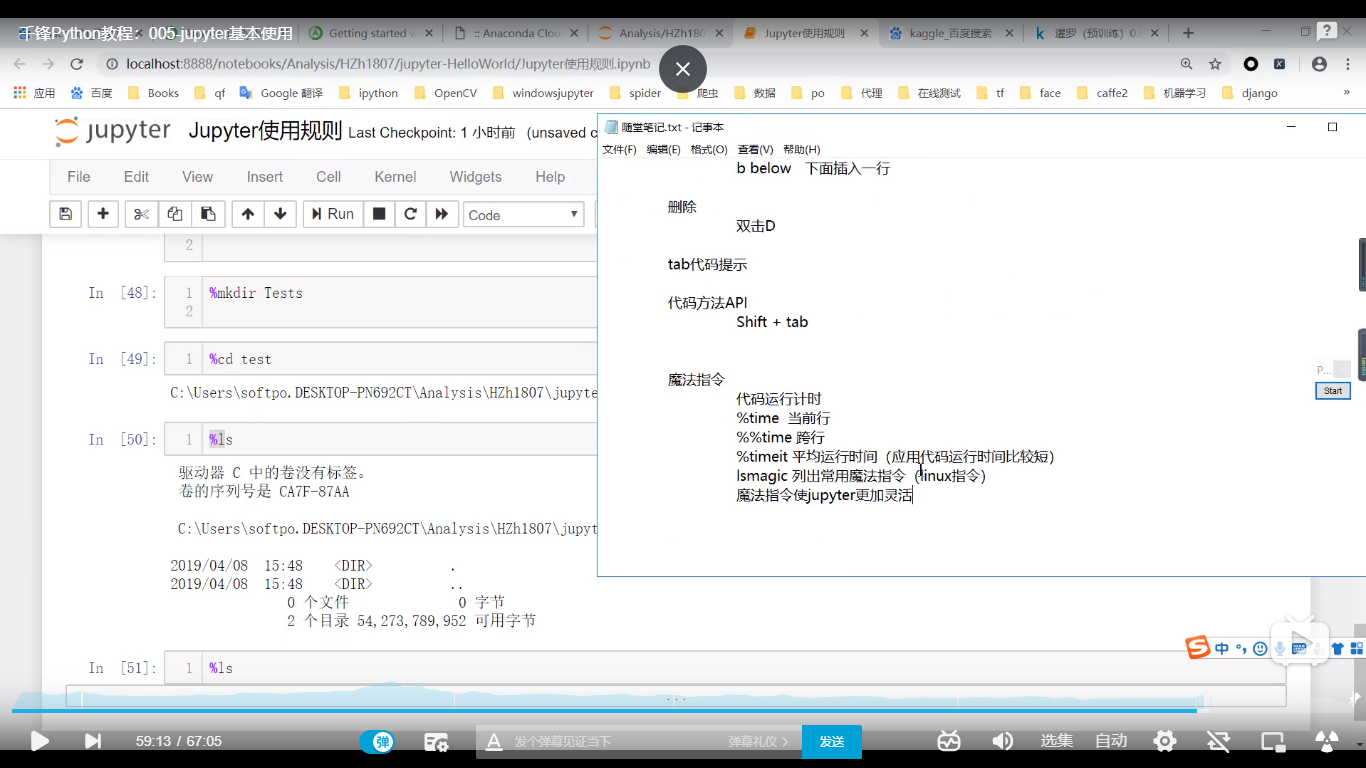 千锋Python教程：005-jupyter基本使用
Getting started w
:: Anaconda Clou
Analysis/HZh180
Jupyter使用规则
kaggle_百度搜索
暹罗（预训练）0.
localhost:8888/notebooks/Analysis/HZh1807/jupyter-HelloWorld/Jupyter使用规则.ipynb
应用 百度 Books qf Google 翻译 ipython OpenCV windowsjupyter spider 爬虫 数据 po 代理 在线测试 tf face caffe2 机器学习 django »
jupyter Jupyter使用规则 Last Checkpoint: 1 小时前 (unsaved c
File Edit View Insert Cell Kernel Widgets Help
Run Code
2
In [48]: 1 %mkdir Tests
2
In [49]: 1 %cd test
C:\Users\softpo.DESKTOP-PN692CT\Analysis\HZh1807\jupyte
In [50]: 1 %ls
驱动器 C 中的卷没有标签。
卷的序列号是 CA7F-87AA
C:\Users\softpo.DESKTOP-PN692CT\Analysis\HZh1807\jupyt
2019/04/08 15:48 <DIR> .
2019/04/08 15:48 <DIR> ..
0 个文件 0 字节
2 个目录 54,273,789,952 可用字节
In [51]: 1 %ls
...
随堂笔记.txt - 记事本
文件(F) 编辑(E) 格式(O) 查看(V) 帮助(H)
b below 下面插入一行
删除
双击D
tab代码提示
代码方法API
Shift + tab
魔法指令
代码运行计时
%time 当前行
%%time 跨行
%timeit 平均运行时间（应用代码运行时间比较短）
lsmagic 列出常用魔法指令（linux指令）
魔法指令使jupyter更加灵活
P...
Start
中
59:13 / 67:05
弹
发个弹幕见证当下
弹幕礼仪 >
发送
选集
自动